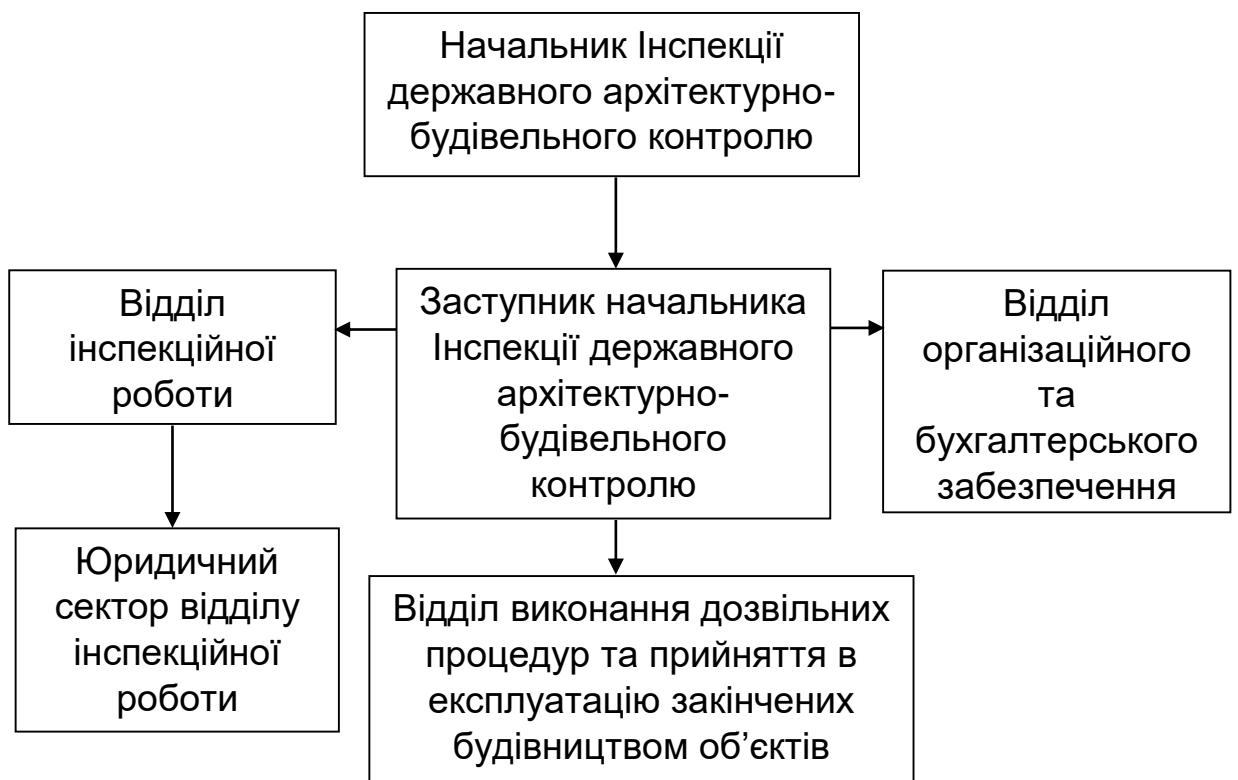 Начальник Інспекції
державного архітектурно-
будівельного контролю
Відділ
інспекційної
роботи
Заступник начальника
Інспекції державного
архітектурно-
будівельного
контролю
Відділ
організаційного
та
бухгалтерського
забезпечення
Юридичний
сектор відділу
інспекційної
роботи
Відділ виконання дозвільних
процедур та прийняття в
експлуатацію закінчених
будівництвом об’єктів